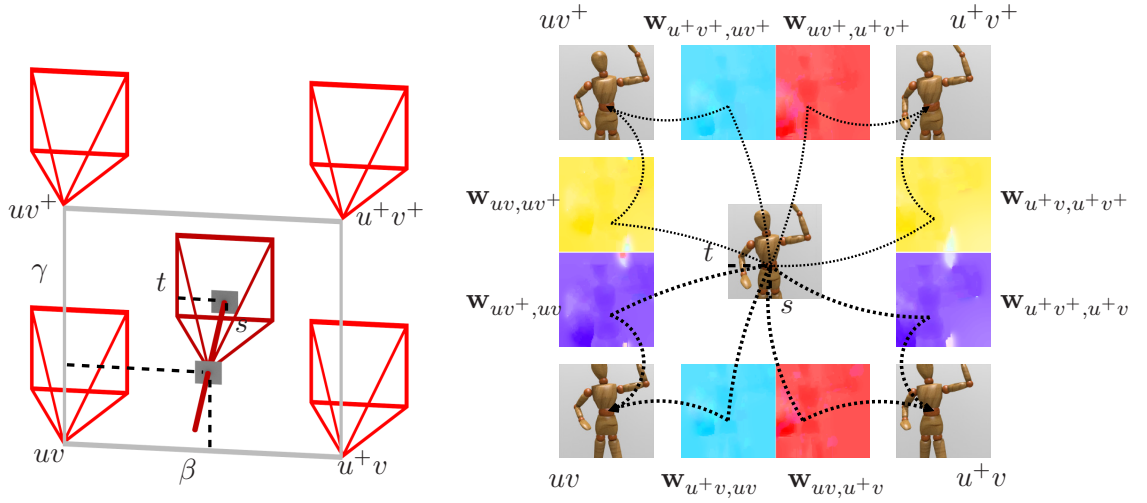 uv⁺
u⁺v⁺
γ
t
s
uv
β
u⁺v
uv⁺
𝐰_{u⁺v⁺,uv⁺}
𝐰_{uv⁺,u⁺v⁺}
u⁺v⁺
𝐰_{uv,uv⁺}
𝐰_{u⁺v,u⁺v⁺}
t
𝐰_{uv⁺,uv}
s
𝐰_{u⁺v⁺,u⁺v}
uv
𝐰_{u⁺v,uv}
𝐰_{uv,u⁺v}
u⁺v